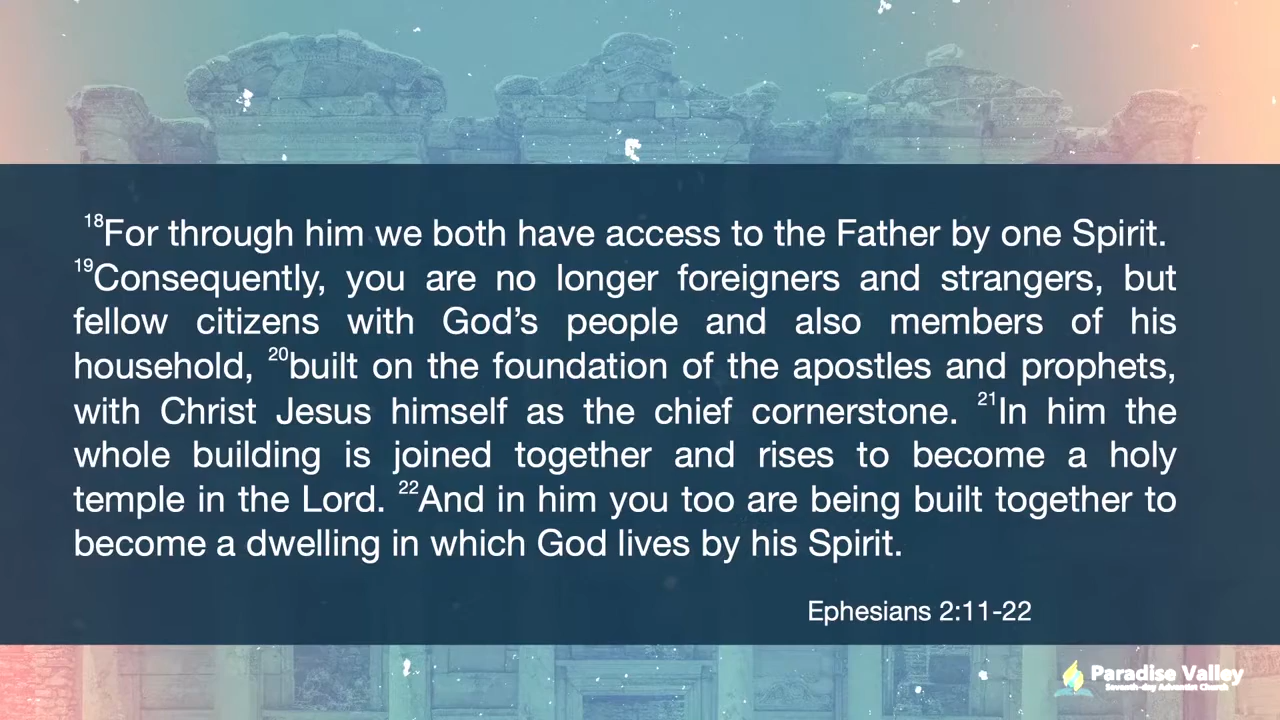 18For through him we both have access to the Father by one Spirit.
19Consequently, you are no longer foreigners and strangers, but
fellow citizens with God’s people and also members of his
household, 20built on the foundation of the apostles and prophets,
with Christ Jesus himself as the chief cornerstone. 21In him the
whole building is joined together and rises to become a holy
temple in the Lord. 22And in him you too are being built together to
become a dwelling in which God lives by his Spirit.
Ephesians 2:11-22
Paradise Valley
Seventh-day Adventist Church